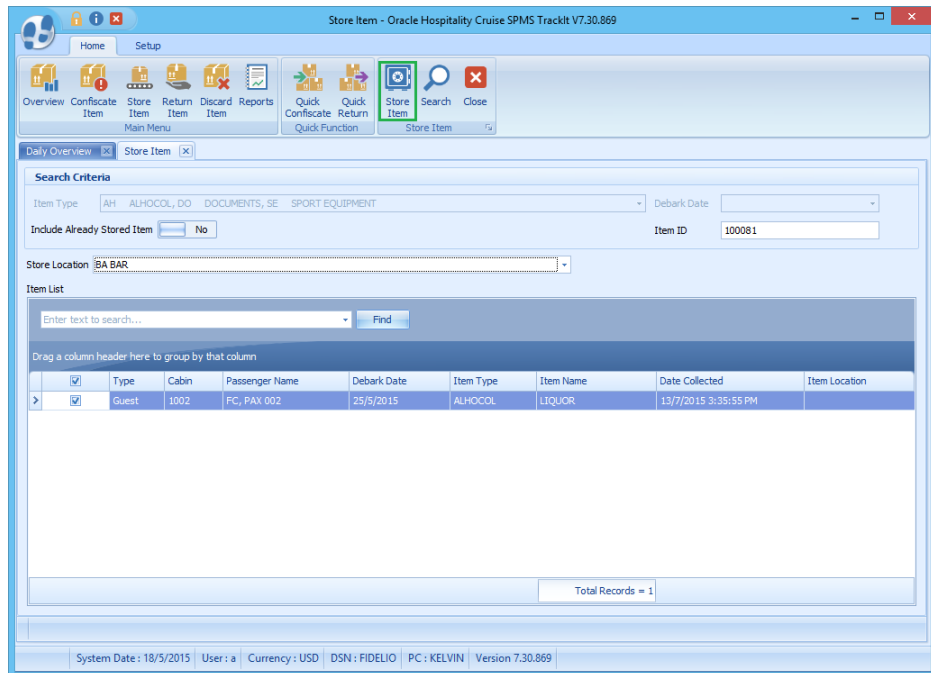 Store Item - Oracle Hospitality Cruise SPMS TrackIt V7.30.869
Home Setup
Overview Confiscate Item Store Item Return Item Discard Item Reports Quick Confiscate Quick Return Store Item Search Close
Main Menu Quick Function Store Item
Daily Overview Store Item
Search Criteria
Item Type AH ALHOCOL, DO DOCUMENTS, SE SPORT EQUIPMENT Debark Date
Include Already Stored Item No Item ID 100081
Store Location BA BAR
Item List
Enter text to search... Find
Drag a column header here to group by that column
Type Cabin Passenger Name Debark Date Item Type Item Name Date Collected Item Location
Guest 1002 FC, PAX 002 25/5/2015 ALHOCOL LIQUOR 13/7/2015 3:35:55 PM
Total Records = 1
System Date : 18/5/2015 User : a Currency : USD DSN : FIDELIO PC : KELVIN Version 7.30.869